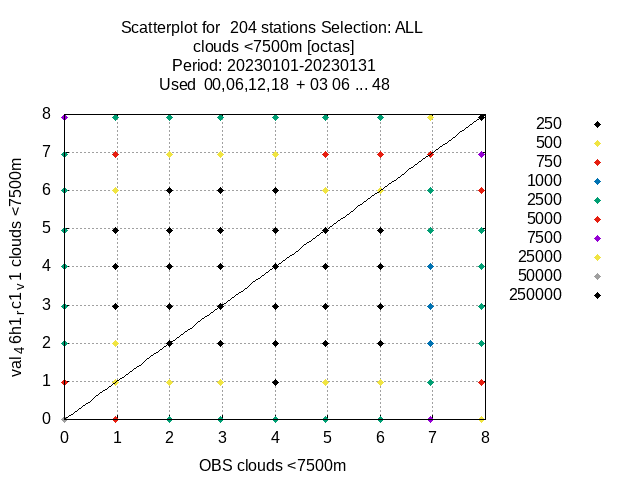 Scatterplot for  204 stations Selection: ALL
clouds <7500m [octas]
Period: 20230101-20230131
Used  00,06,12,18  + 03 06 ... 48
8
7
6
5
4
3
2
1
0
val46h1rc1v1 clouds <7500m
0 1 2 3 4 5 6 7 8
OBS clouds <7500m
250
500
750
1000
2500
5000
7500
25000
50000
250000